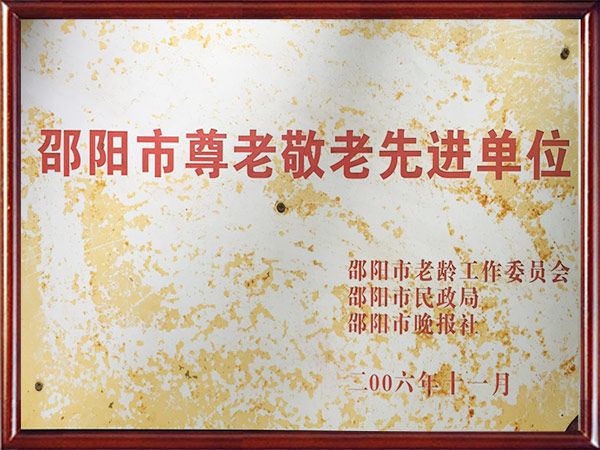 邵阳市尊老敬老先进单位
邵阳市老龄工作委员会
邵阳市民政局
邵阳市晚报社
二00六年十一月